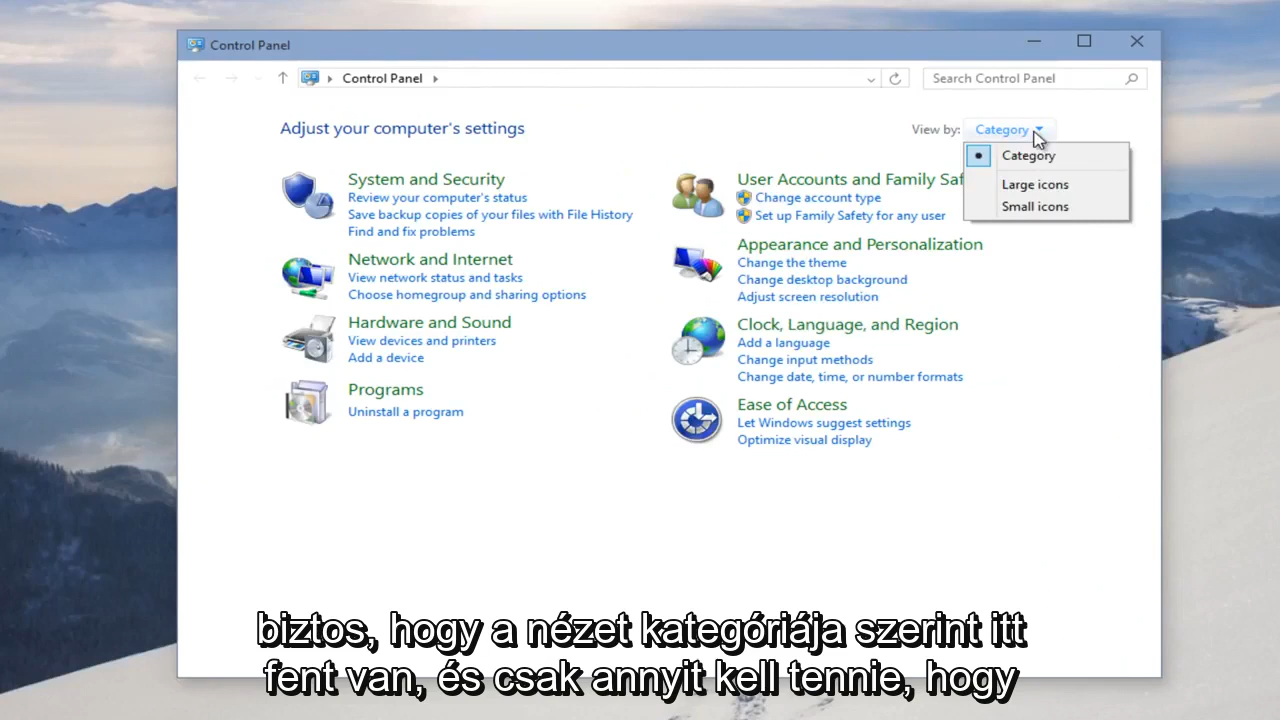 Control Panel
Control Panel
Search Control Panel
Adjust your computer's settings
View by: Category
Category
Large icons
Small icons
System and Security
Review your computer's status
Save backup copies of your files with File History
Find and fix problems
Network and Internet
View network status and tasks
Choose homegroup and sharing options
Hardware and Sound
View devices and printers
Add a device
Programs
Uninstall a program
User Accounts and Family Saf
Change account type
Set up Family Safety for any user
Appearance and Personalization
Change the theme
Change desktop background
Adjust screen resolution
Clock, Language, and Region
Add a language
Change input methods
Change date, time, or number formats
Ease of Access
Let Windows suggest settings
Optimize visual display
biztos, hogy a nézet kategóriája szerint itt
fent van, és csak annyit kell tennie, hogy